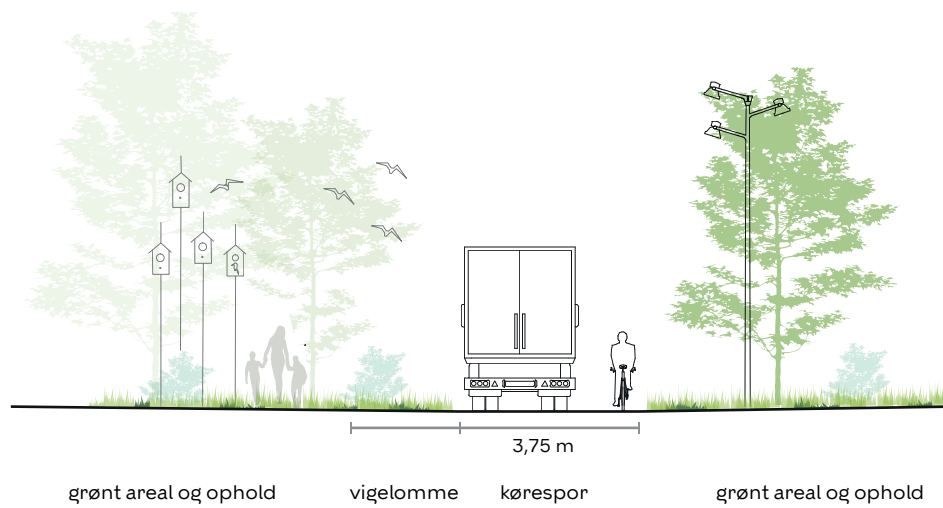 3,75 m
grønt areal og ophold
vigelomme
kørespor
grønt areal og ophold